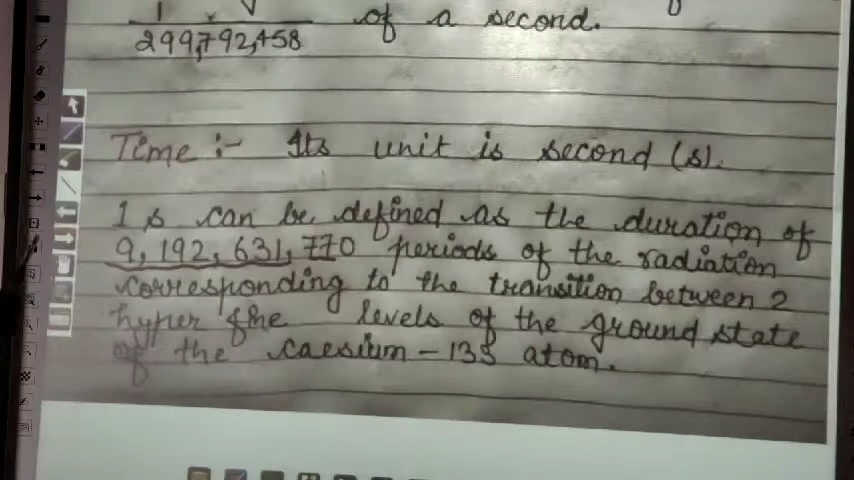 1
299,792,458 of a second.
Time :- Its unit is second (s).
1 s can be defined as the duration of
9, 192, 631, 770 periods of the radiation
corresponding to the transition between 2
hyper fine levels of the ground state
of the caesium - 133 atom.